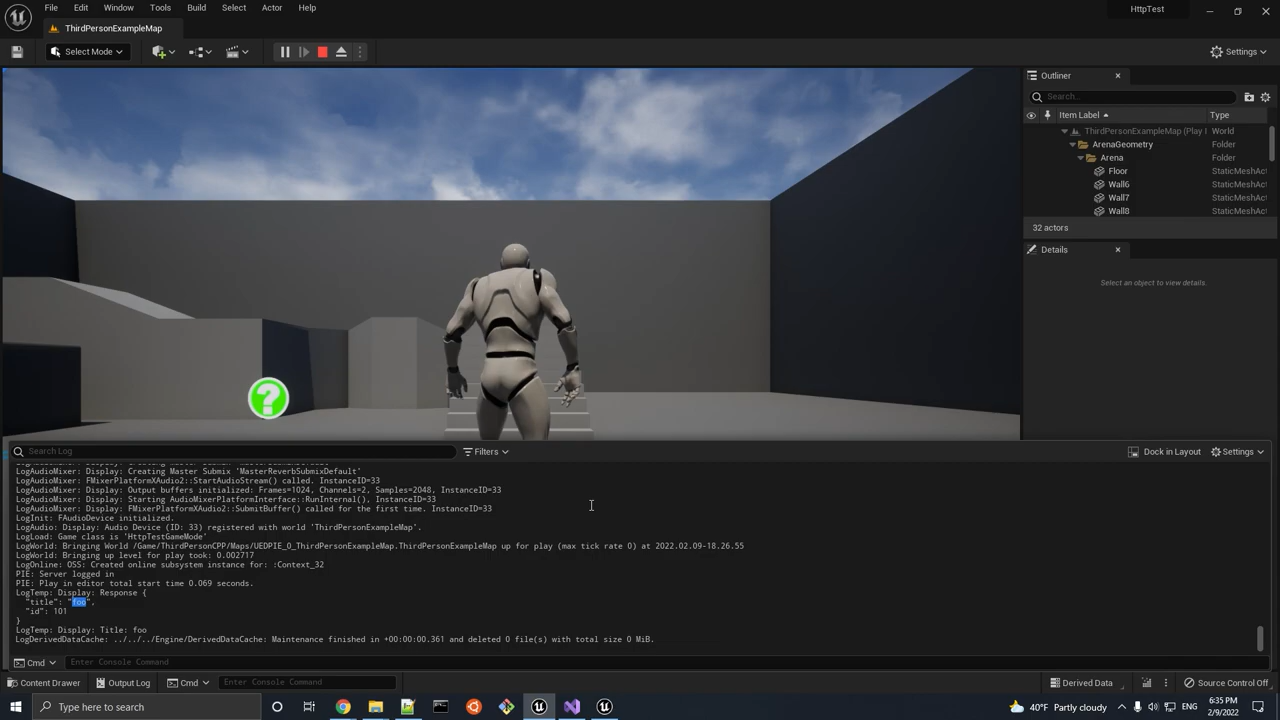 File Edit Window Tools Build Select Actor Help
HttpTest
ThirdPersonExampleMap
Select Mode
Settings
Outliner
Search...
Item Label Type
ThirdPersonExampleMap (Play I World
ArenaGeometry Folder
Arena Folder
Floor StaticMeshAct
Wall6 StaticMeshAct
Wall7 StaticMeshAct
Wall8 StaticMeshAct
32 actors
Details
Select an object to view details.
?
Search Log
Filters
Dock in Layout
Settings
LogAudioMixer: Display: Creating Master Submix 'MasterReverbSubmixDefault'
LogAudioMixer: FMixerPlatformXAudio2::StartAudioStream() called. InstanceID=33
LogAudioMixer: Display: Output buffers initialized: Frames=1024, Channels=2, Samples=2048, InstanceID=33
LogAudioMixer: Display: Starting AudioMixerPlatformInterface::RunInternal(), InstanceID=33
LogAudioMixer: Display: FMixerPlatformXAudio2::SubmitBuffer() called for the first time. InstanceID=33
LogInit: FAudioDevice initialized.
LogAudio: Display: Audio Device (ID: 33) registered with world 'ThirdPersonExampleMap'.
LogLoad: Game class is 'HttpTestGameMode'
LogWorld: Bringing World /Game/ThirdPersonCPP/Maps/UEDPIE_0_ThirdPersonExampleMap.ThirdPersonExampleMap up for play (max tick rate 0) at 2022.02.09-18.26.55
LogWorld: Bringing up level for play took: 0.002717
LogOnline: OSS: Created online subsystem instance for: :Context_32
PIE: Server logged in
PIE: Play in editor total start time 0.069 seconds.
LogTemp: Display: Response {
"title": "foo",
"id": 101
}
LogTemp: Display: Title: foo
LogDerivedDataCache: ../../../Engine/DerivedDataCache: Maintenance finished in +00:00:00.361 and deleted 0 file(s) with total size 0 MiB.
Cmd Enter Console Command
Content Drawer Output Log Cmd Enter Console Command Derived Data Source Control Off
Type here to search
40°F Partly cloudy
ENG
6:35 PM
2/9/2022